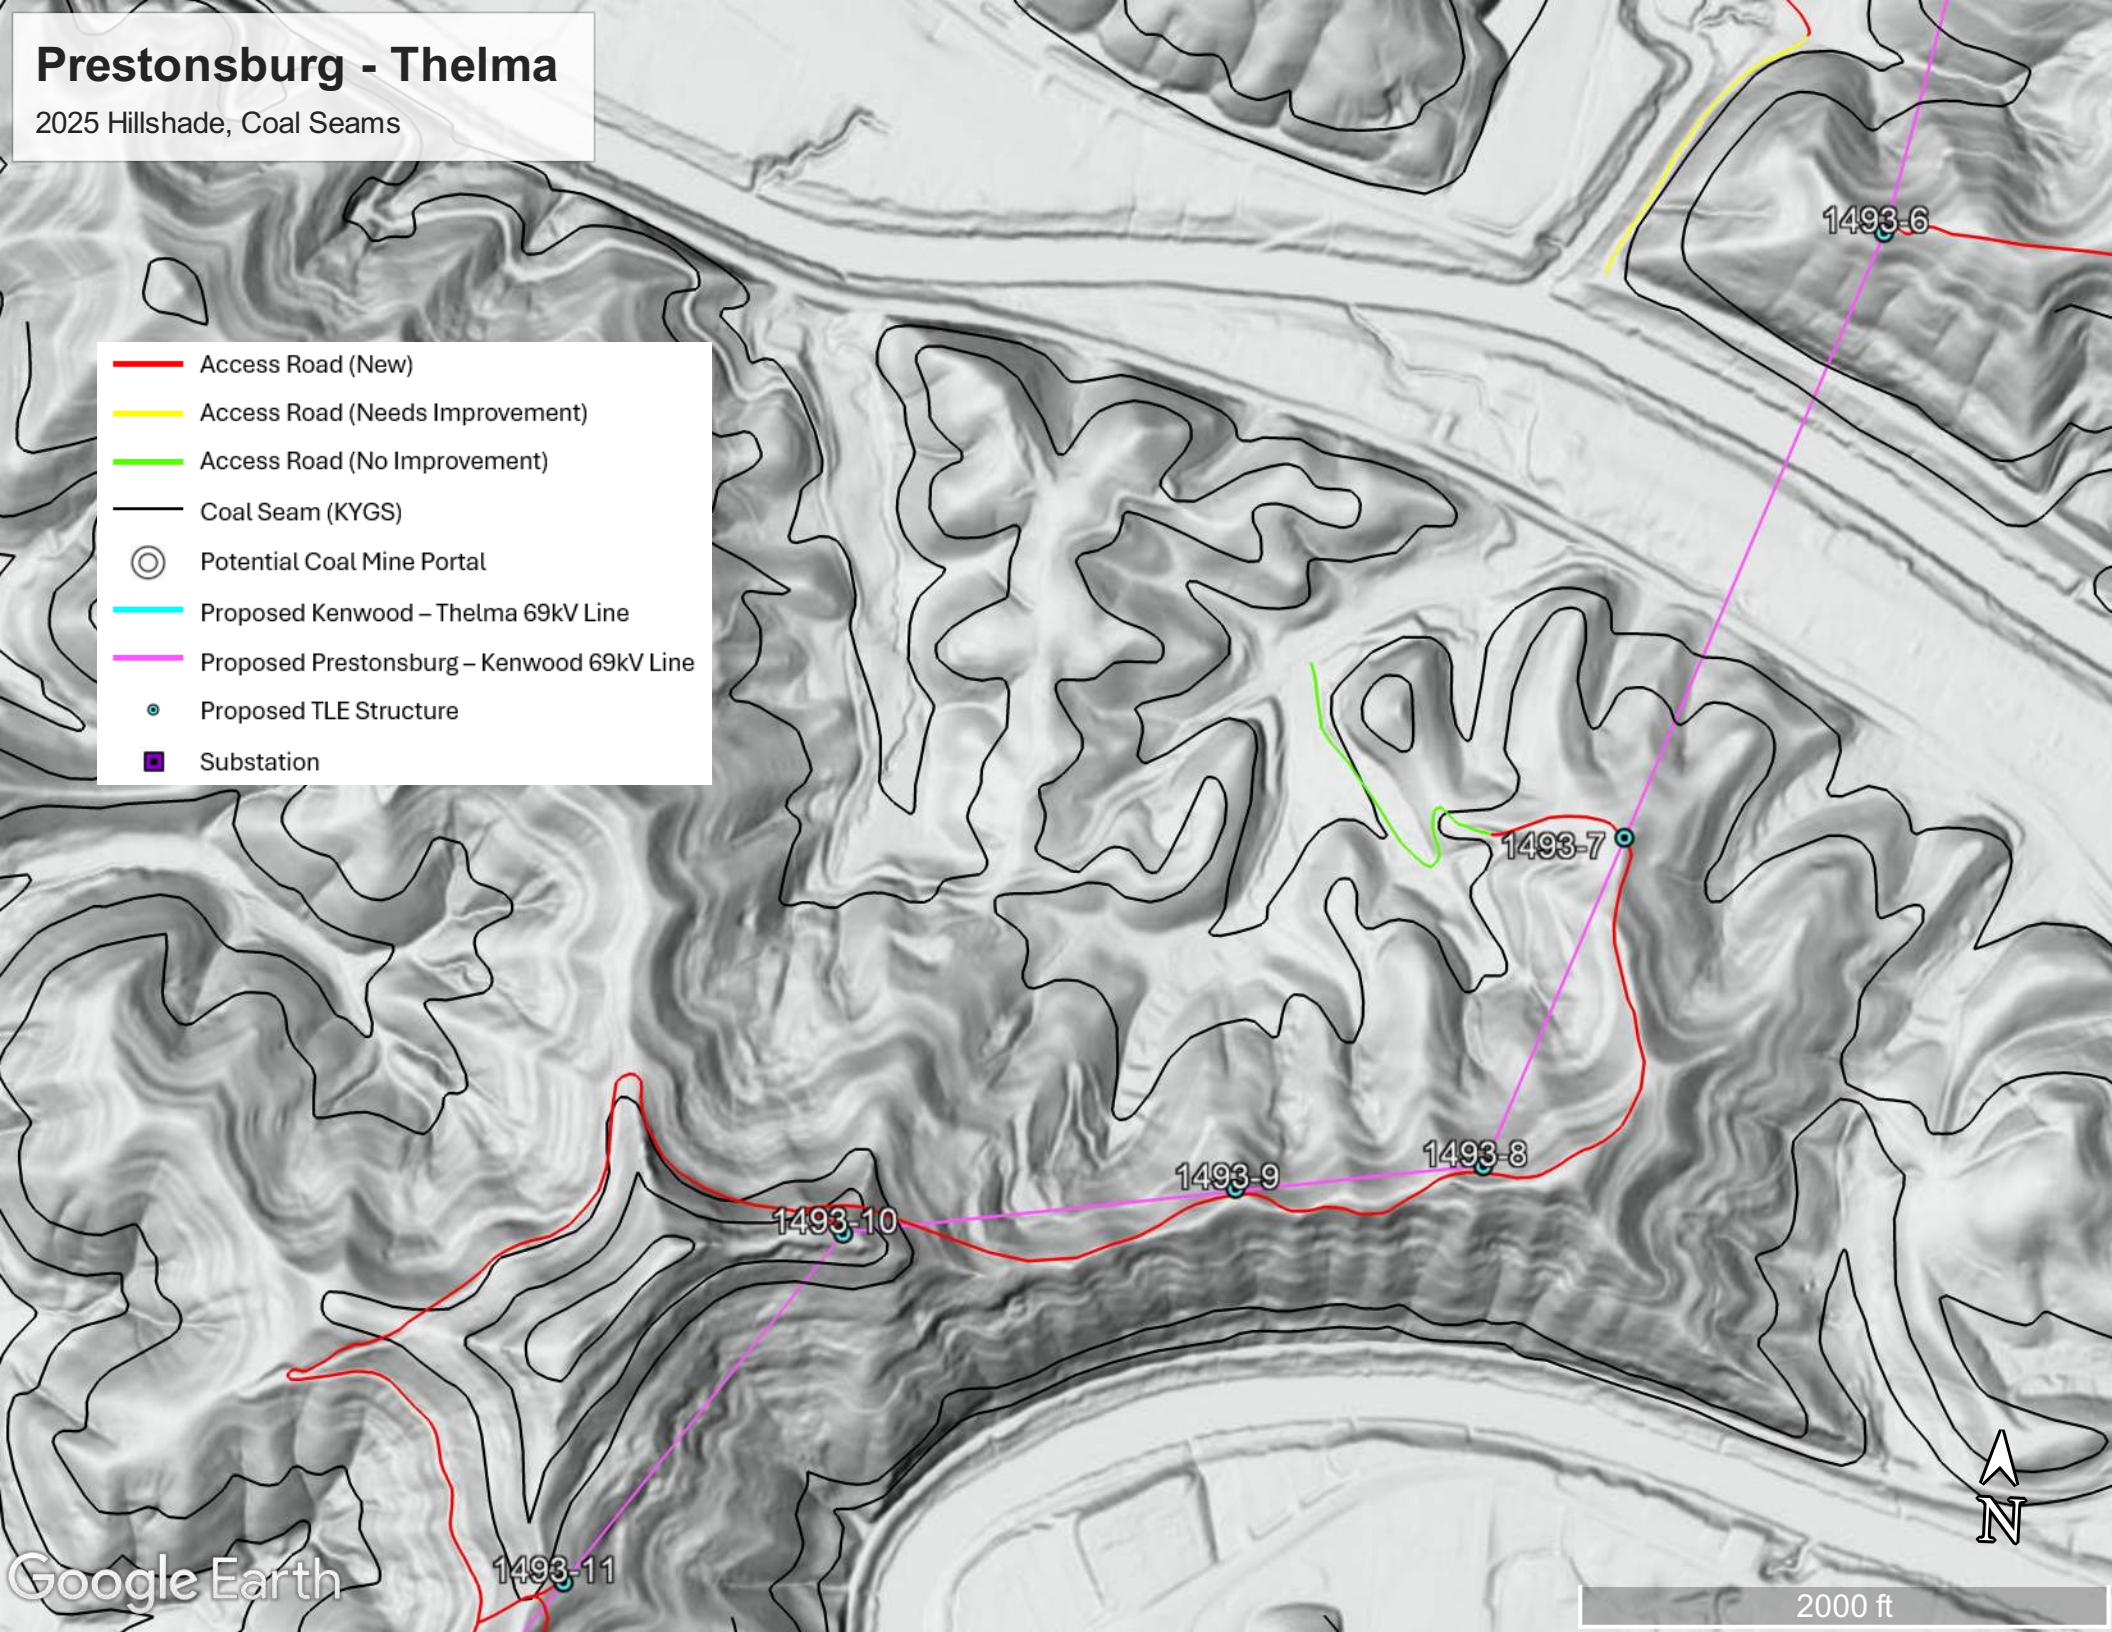 Prestonsburg - Thelma
2025 Hillshade, Coal Seams
1493-6
Access Road (New)
Access Road (Needs Improvement)
Access Road (No Improvement)
Coal Seam (KYGS)
Potential Coal Mine Portal
Proposed Kenwood – Thelma 69kV Line
Proposed Prestonsburg – Kenwood 69kV Line
Proposed TLE Structure
Substation
1493-7
1493-8
1493-9
1493-10
1493-11
N
Google Earth
2000 ft